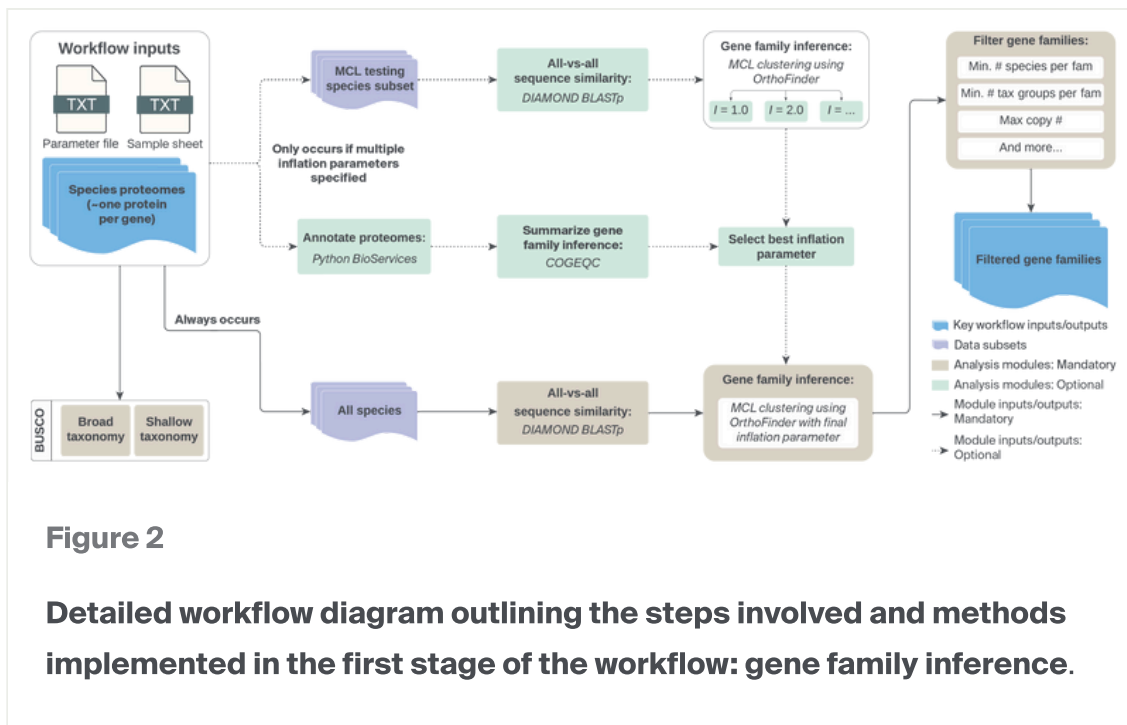 Workflow inputs
TXT
TXT
Parameter file
Sample sheet
Species proteomes
(~one protein
per gene)
Only occurs if multiple
inflation parameters
specified
MCL testing
species subset
All-vs-all
sequence similarity:
DIAMOND BLASTp
Gene family inference:
MCL clustering using
OrthoFinder
I = 1.0
I = 2.0
I = ...
Annotate proteomes:
Python BioServices
Summarize gene
family inference:
COGEQC
Select best inflation
parameter
Always occurs
BUSCO
Broad
taxonomy
Shallow
taxonomy
All species
All-vs-all
sequence similarity:
DIAMOND BLASTp
Gene family inference:
MCL clustering using
OrthoFinder with final
inflation parameter
Filter gene families:
Min. # species per fam
Min. # tax groups per fam
Max copy #
And more...
Filtered gene families
Key workflow inputs/outputs
Data subsets
Analysis modules: Mandatory
Analysis modules: Optional
Module inputs/outputs:
Mandatory
Module inputs/outputs:
Optional
Figure 2
Detailed workflow diagram outlining the steps involved and methods
implemented in the first stage of the workflow: gene family inference.